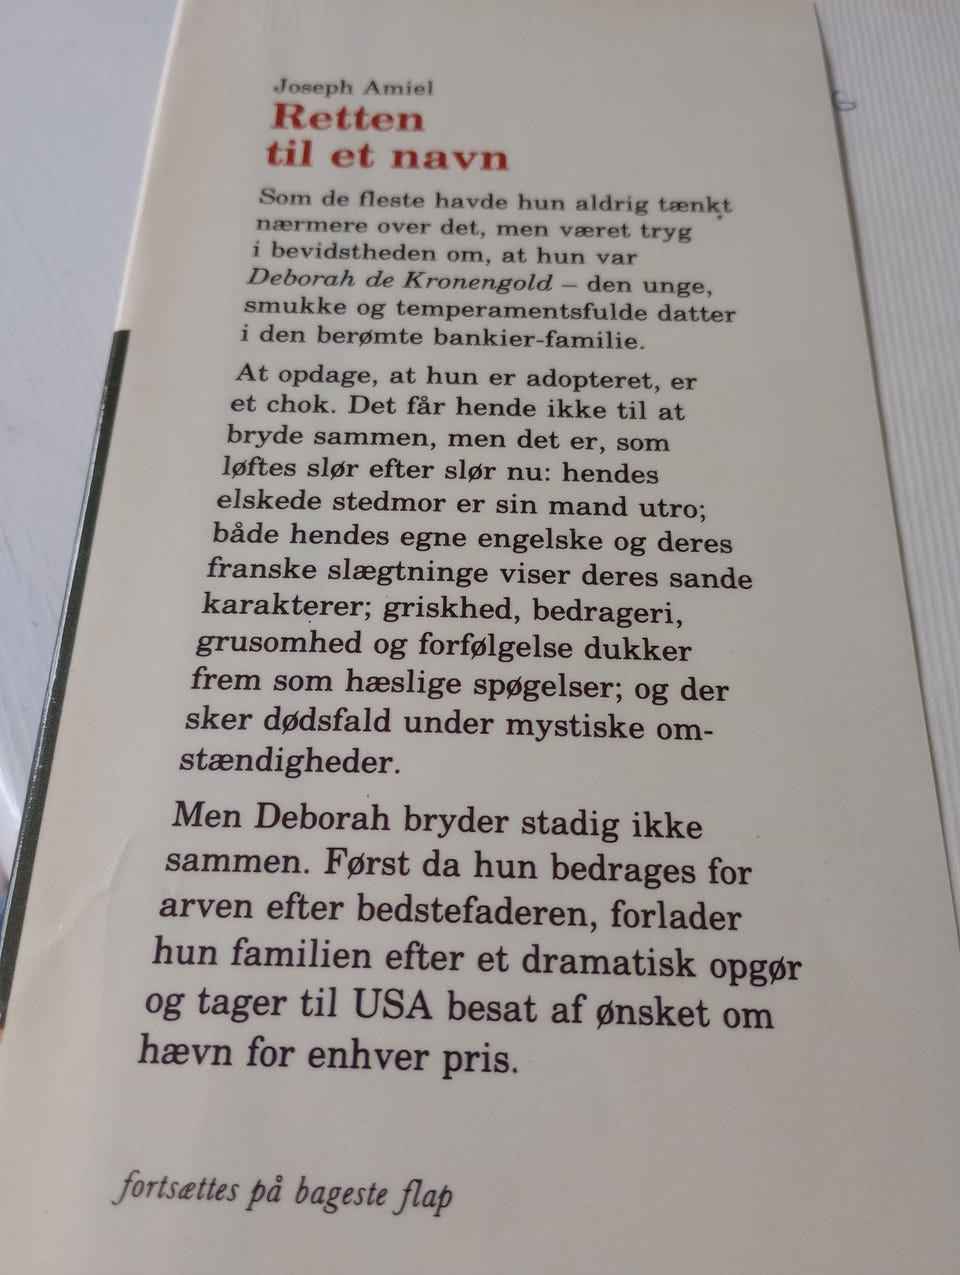 Joseph Amiel
Retten
til et navn
Som de fleste havde hun aldrig tænkt
nærmere over det, men været tryg
i bevidstheden om, at hun var
Deborah de Kronengold – den unge,
smukke og temperamentsfulde datter
i den berømte bankier-familie.
At opdage, at hun er adopteret, er
et chok. Det får hende ikke til at
bryde sammen, men det er, som
løftes slør efter slør nu: hendes
elskede stedmor er sin mand utro;
både hendes egne engelske og deres
franske slægtninge viser deres sande
karakterer; griskhed, bedrageri,
grusomhed og forfølgelse dukker
frem som hæslige spøgelser; og der
sker dødsfald under mystiske om-
stændigheder.
Men Deborah bryder stadig ikke
sammen. Først da hun bedrages for
arven efter bedstefaderen, forlader
hun familien efter et dramatisk opgør
og tager til USA besat af ønsket om
hævn for enhver pris.
fortsættes på bageste flap